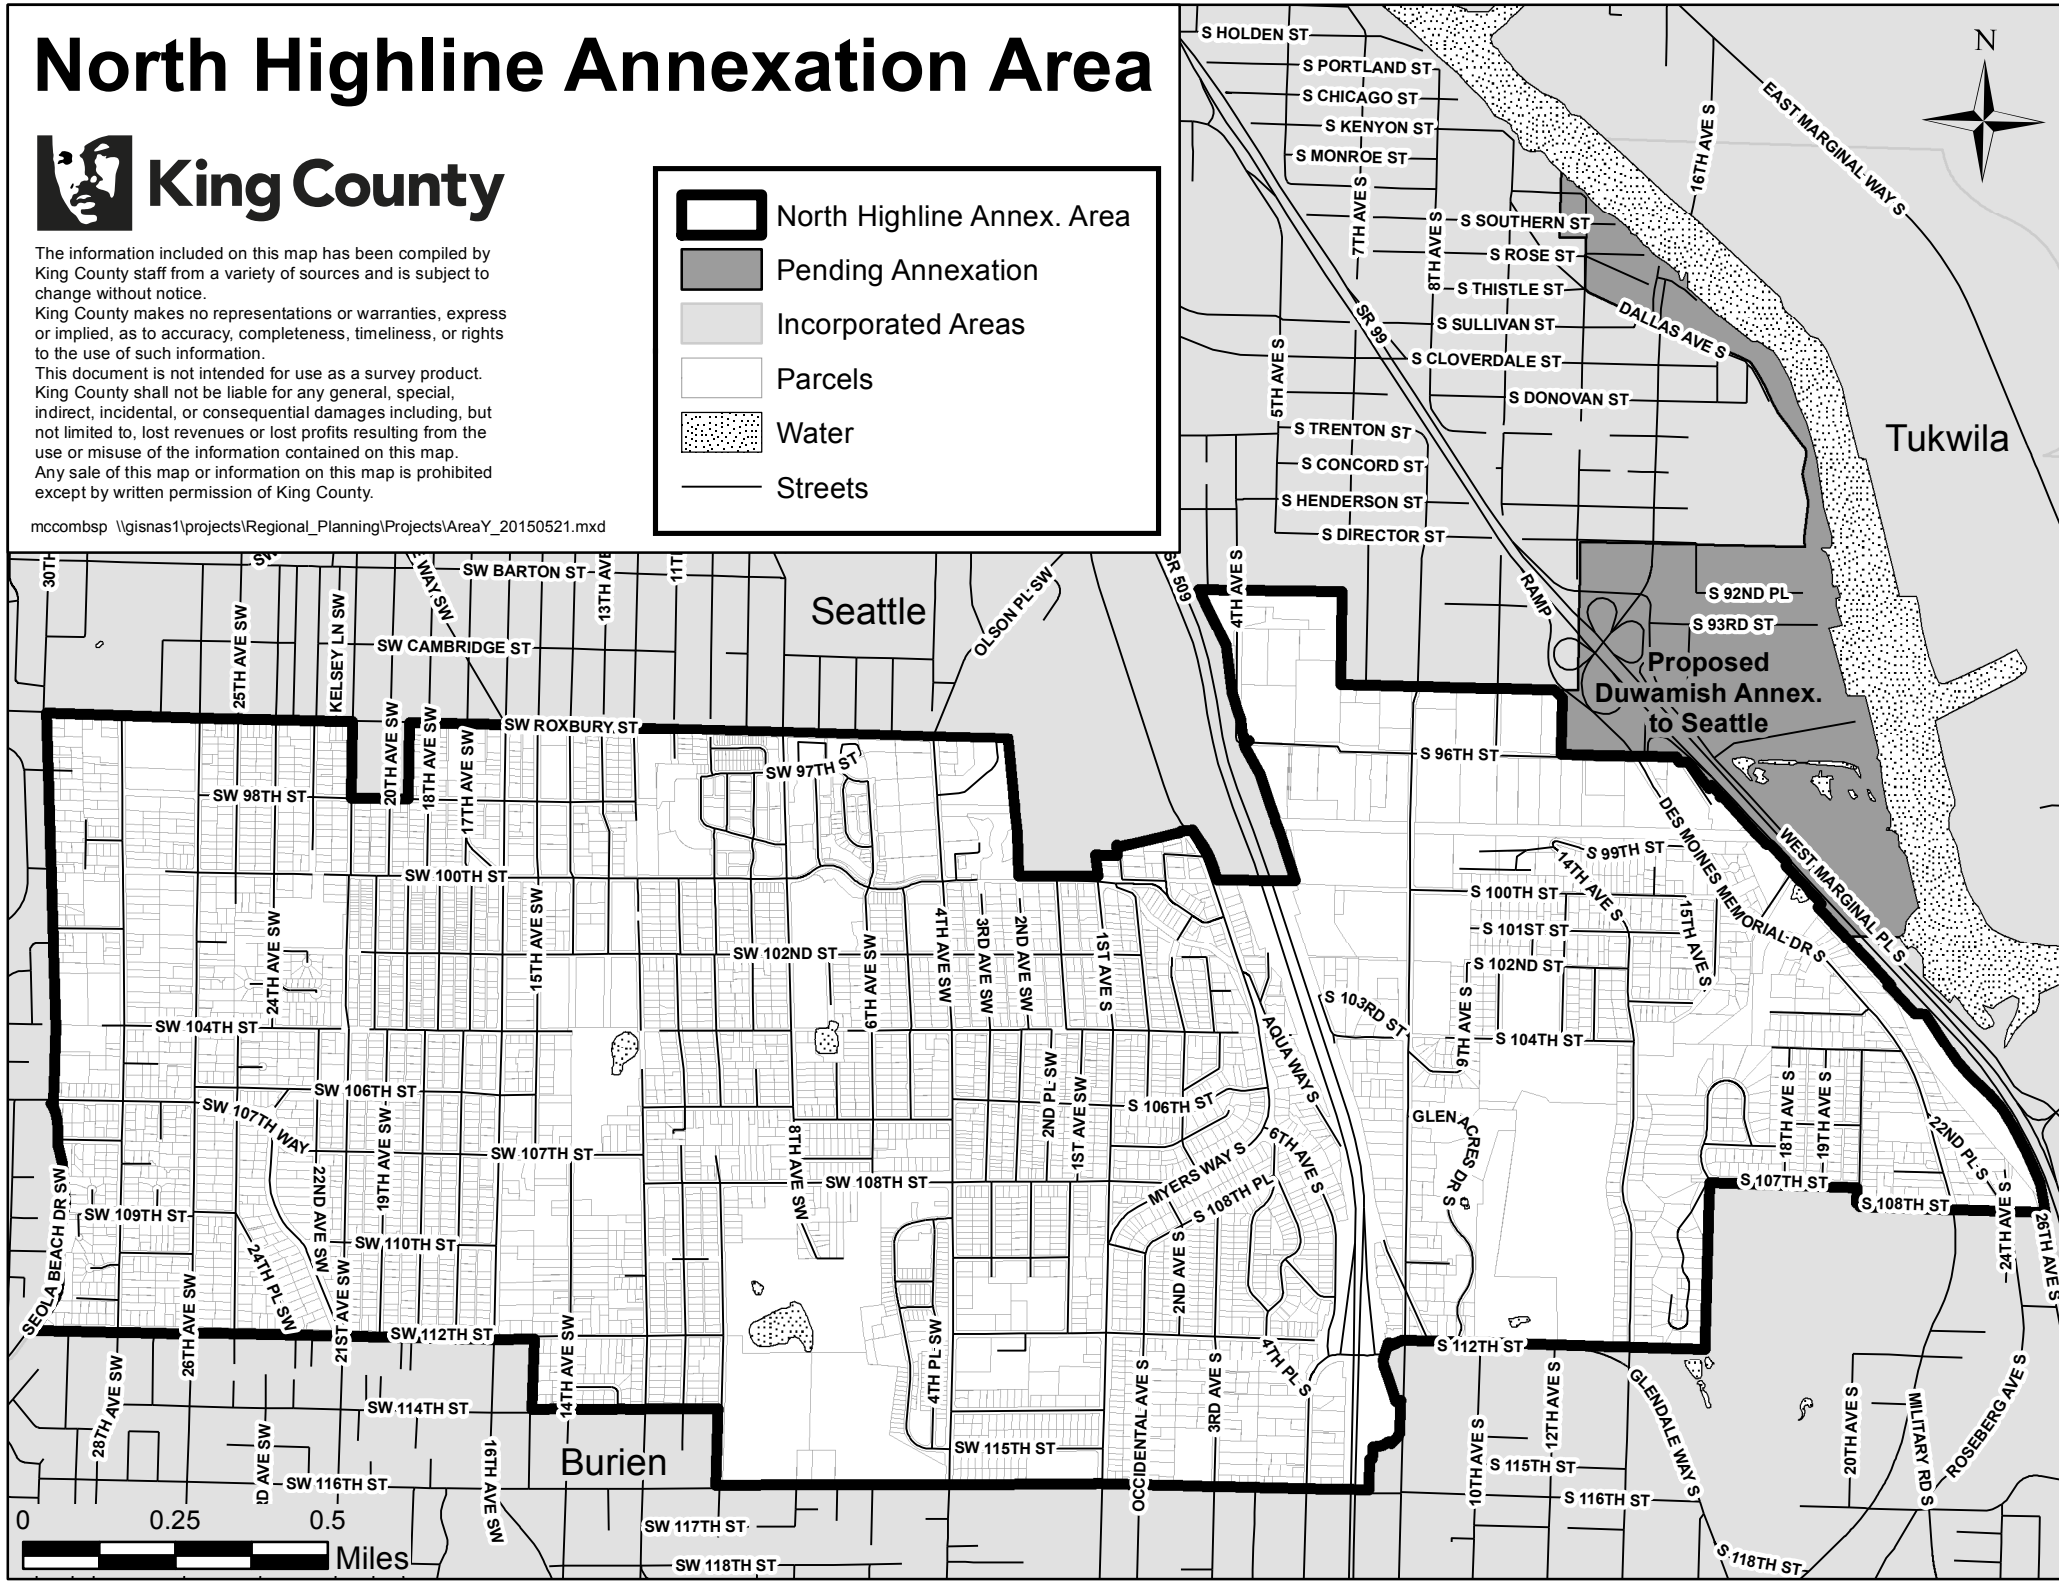 North Highline Annexation Area
King County
The information included on this map has been compiled by
King County staff from a variety of sources and is subject to
change without notice.
King County makes no representations or warranties, express
or implied, as to accuracy, completeness, timeliness, or rights
to the use of such information.
This document is not intended for use as a survey product.
King County shall not be liable for any general, special,
indirect, incidental, or consequential damages including, but
not limited to, lost revenues or lost profits resulting from the
use or misuse of the information contained on this map.
Any sale of this map or information on this map is prohibited
except by written permission of King County.
mccombsp \\gisnas1\projects\Regional_Planning\Projects\AreaY_20150521.mxd
North Highline Annex. Area
Pending Annexation
Incorporated Areas
Parcels
Water
Streets
N
S HOLDEN ST
S PORTLAND ST
S CHICAGO ST
S KENYON ST
S MONROE ST
16TH AVE S
EAST MARGINAL WAY S
7TH AVE S
8TH AVE S
S SOUTHERN ST
S ROSE ST
S THISTLE ST
DALLAS AVE S
SR 99
S SULLIVAN ST
S CLOVERDALE ST
5TH AVE S
S DONOVAN ST
S TRENTON ST
S CONCORD ST
S HENDERSON ST
S DIRECTOR ST
Tukwila
30TH
SW
E WAY SW
SW BARTON ST
13TH AVE
11T
Seattle
OLSON PL SW
SR 509
4TH AVE S
RAMP
S 92ND PL
S 93RD ST
Proposed
Duwamish Annex.
to Seattle
25TH AVE SW
KELSEY LN SW
SW CAMBRIDGE ST
20TH AVE SW
18TH AVE SW
17TH AVE SW
SW ROXBURY ST
SW 97TH ST
SW 98TH ST
S 96TH ST
DES MOINES MEMORIAL DR S
WEST MARGINAL PL S
S 99TH ST
14TH AVE S
SW 100TH ST
S 100TH ST
15TH AVE S
24TH AVE SW
15TH AVE SW
4TH AVE SW
3RD AVE SW
2ND AVE SW
1ST AVE S
S 101ST ST
6TH AVE SW
SW 102ND ST
S 102ND ST
9TH AVE S
S 103RD ST
AQUA WAY S
SW 104TH ST
S 104TH ST
2ND PL SW
1ST AVE SW
SW 106TH ST
S 106TH ST
SW 107TH WAY
19TH AVE SW
8TH AVE SW
GLEN ACRES DR S
18TH AVE S
19TH AVE S
22ND PL S
SW 107TH ST
MYERS WAY S
6TH AVE S
S 107TH ST
22ND AVE SW
SW 108TH ST
S 108TH PL
S 108TH ST
SEOLA BEACH DR SW
SW 109TH ST
24TH AVE S
26TH AVE S
SW 110TH ST
24TH PL SW
2ND AVE S
26TH AVE SW
21ST AVE SW
SW 112TH ST
S 112TH ST
14TH AVE SW
4TH PL SW
4TH PL S
28TH AVE SW
SW 114TH ST
OCCIDENTAL AVE S
3RD AVE S
12TH AVE S
10TH AVE S
GLENDALE WAY S
20TH AVE S
MILITARY RD S
ROSEBERG AVE S
RD AVE SW
16TH AVE SW
Burien
SW 115TH ST
S 115TH ST
SW 116TH ST
S 116TH ST
SW 117TH ST
SW 118TH ST
S 118TH ST
0
0.25
0.5
Miles